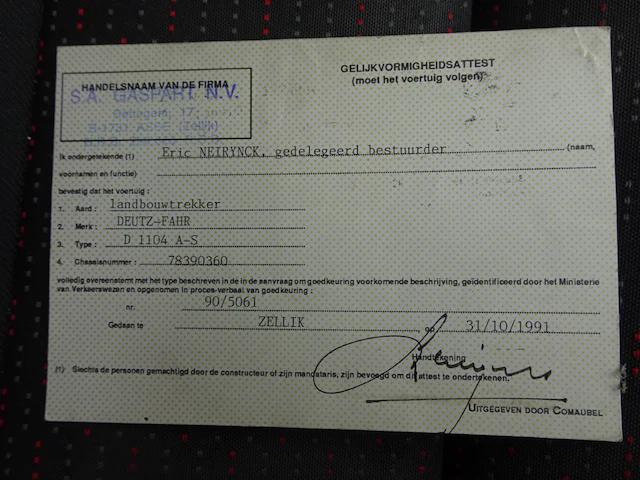 GELIJKVORMIGHEIDSATTEST
(moet het voertuig volgen)
HANDELSNAAM VAN DE FIRMA
S.A. GASPART N.V.
17,
B-1731 ASSE (Zellik)
Ik ondergetekende (1) Eric NEIRYNCK, gedelegeerd bestuurder (naam,
voornamen en functie)
bevestig dat het voertuig :
1. Aard : landbouwtrekker
2. Merk : DEUTZ-FAHR
3. Type : D 1104 A-S
4. Chassisnummer : 78390360
volledig overeenstemt met het type beschreven in de in de aanvraag om goedkeuring voorkomende beschrijving, geïdentificeerd door het Ministerie
van Verkeerswezen en opgenomen in proces-verbaal van goedkeuring :
nr. 90/5061
Gedaan te ZELLIK op 31/10/1991
Handtekening
(1) Slechts de personen gemachtigd door de constructeur of zijn mandataris, zijn bevoegd om dit attest te ondertekenen.
UITGEGEVEN DOOR COMAUBEL